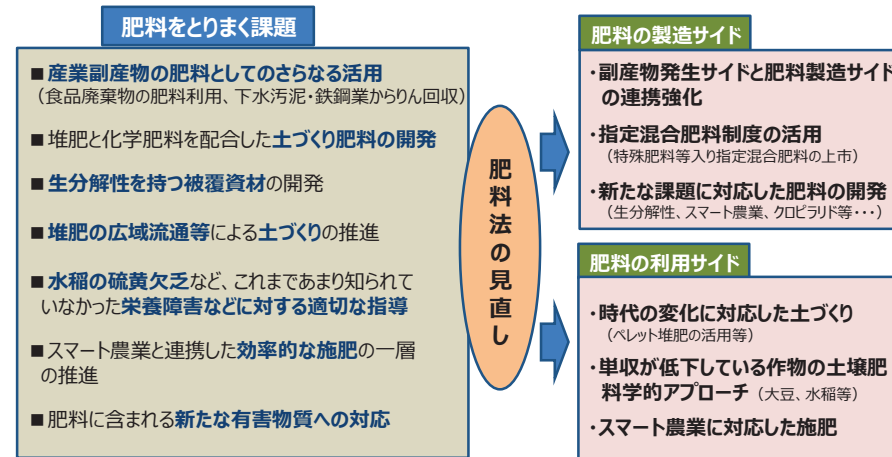 肥料をとりまく課題
■産業副産物の肥料としてのさらなる活用
（食品廃棄物の肥料利用、下水汚泥・鉄鋼業からりん回収）
■堆肥と化学肥料を配合した土づくり肥料の開発
■生分解性を持つ被覆資材の開発
■堆肥の広域流通等による土づくりの推進
■水稲の硫黄欠乏など、これまであまり知られて
いなかった栄養障害などに対する適切な指導
■スマート農業と連携した効率的な施肥の一層
の推進
■肥料に含まれる新たな有害物質への対応
肥料法の見直し
肥料の製造サイド
・副産物発生サイドと肥料製造サイド
の連携強化
・指定混合肥料制度の活用
（特殊肥料等入り指定混合肥料の上市）
・新たな課題に対応した肥料の開発
（生分解性、スマート農業、クロピラリド等・・・）
肥料の利用サイド
・時代の変化に対応した土づくり
（ペレット堆肥の活用等）
・単収が低下している作物の土壌肥
料学的アプローチ（大豆、水稲等）
・スマート農業に対応した施肥